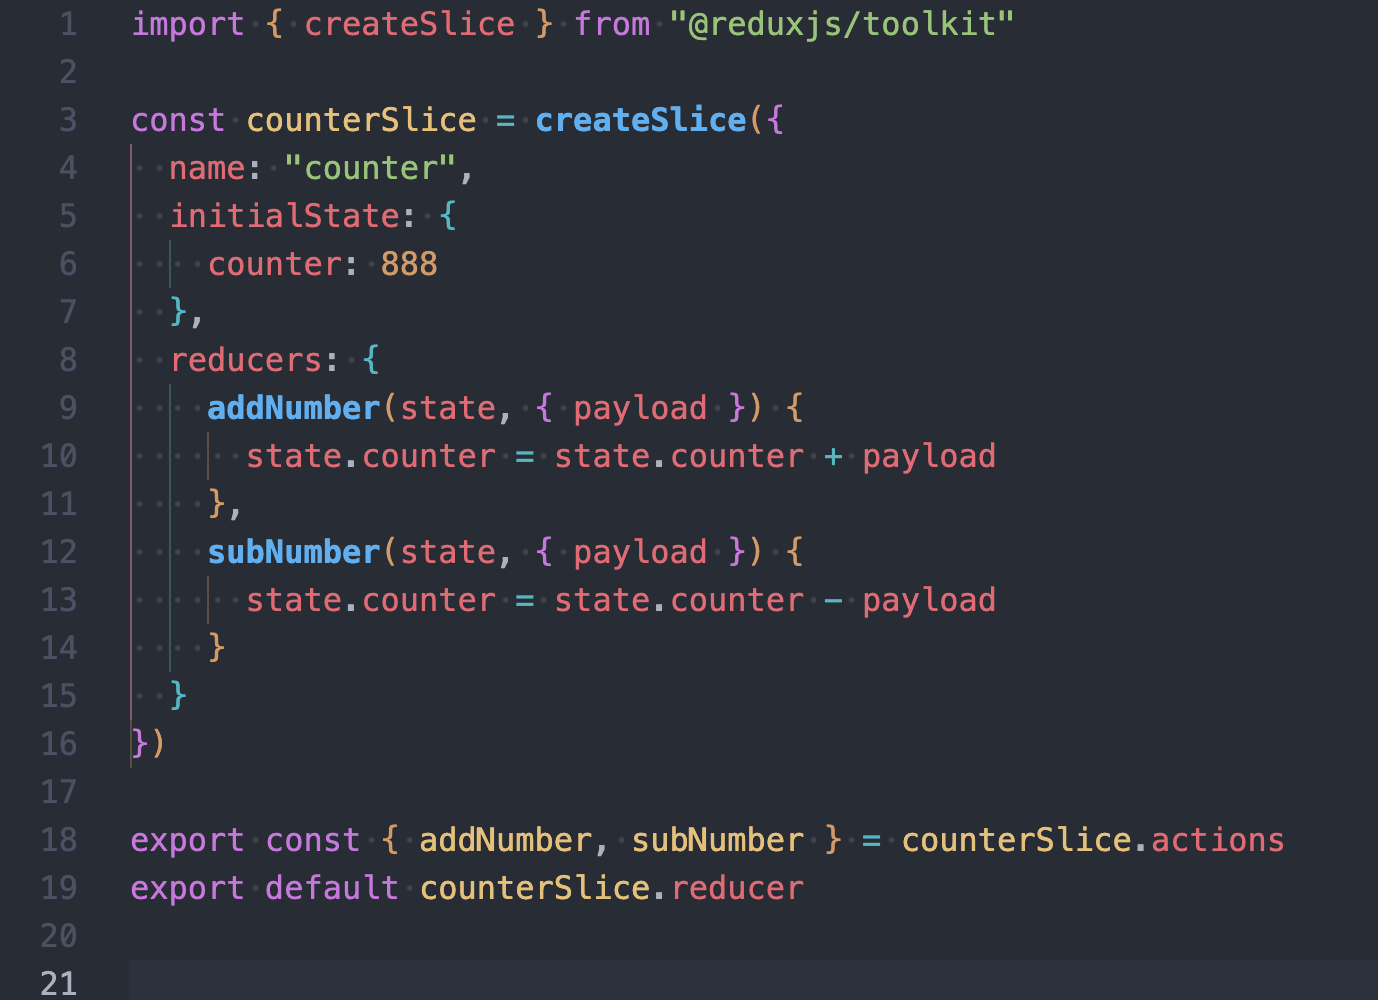 1 import { createSlice } from "@reduxjs/toolkit"
2
3 const counterSlice = createSlice({
4   name: "counter",
5   initialState: {
6     counter: 888
7   },
8   reducers: {
9     addNumber(state, { payload }) {
10       state.counter = state.counter + payload
11     },
12     subNumber(state, { payload }) {
13       state.counter = state.counter - payload
14     }
15   }
16 })
17
18 export const { addNumber, subNumber } = counterSlice.actions
19 export default counterSlice.reducer
20
21